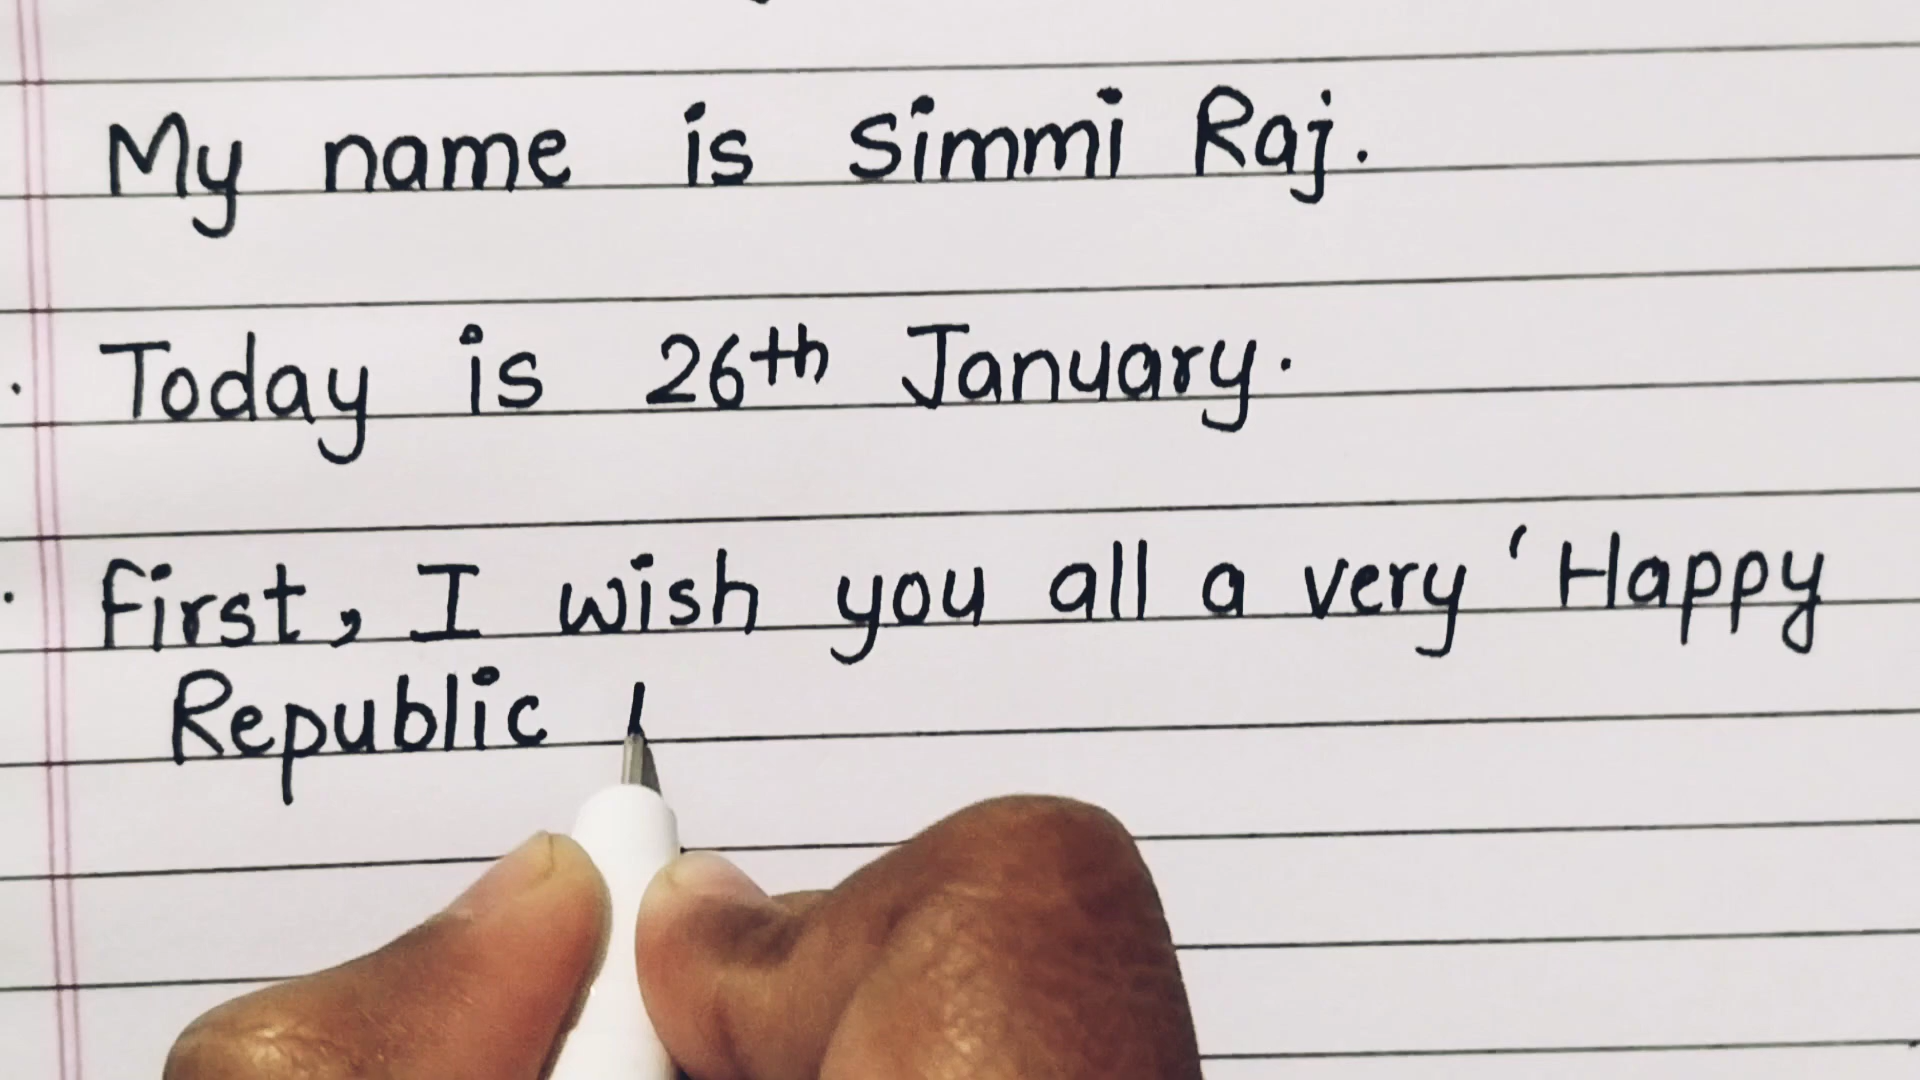 My name is Simmi Raj.
Today is 26th January.
first, I wish you all a very 'Happy
Republic